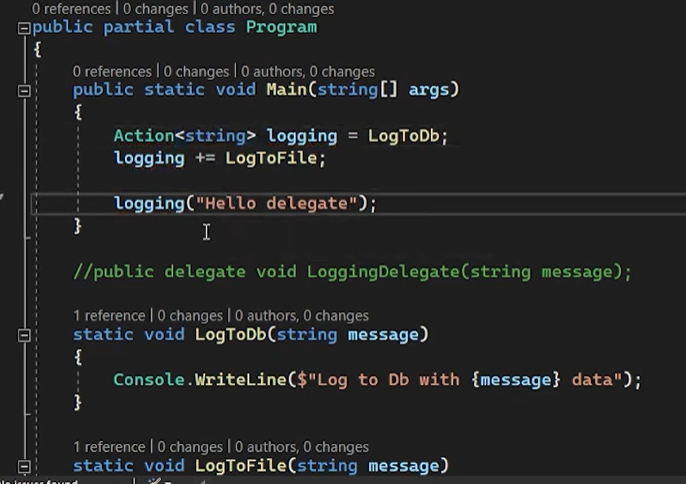 0 references | 0 changes | 0 authors, 0 changes
public partial class Program
{
0 references | 0 changes | 0 authors, 0 changes
public static void Main(string[] args)
{
Action<string> logging = LogToDb;
logging += LogToFile;
logging("Hello delegate");
}
//public delegate void LoggingDelegate(string message);
1 reference | 0 changes | 0 authors, 0 changes
static void LogToDb(string message)
{
Console.WriteLine($"Log to Db with {message} data");
}
1 reference | 0 changes | 0 authors, 0 changes
static void LogToFile(string message)